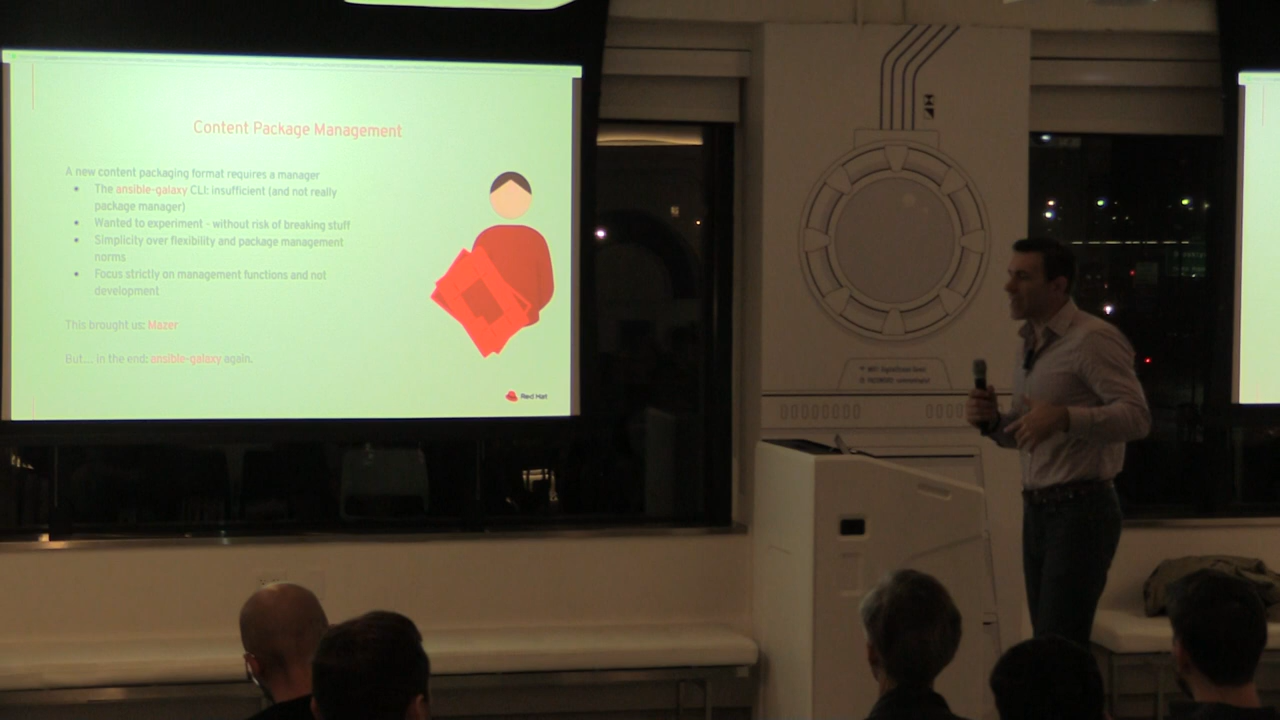 Content Package Management
A new content packaging format requires a manager
• The ansible-galaxy CLI: insufficient (and not really
package manager)
• Wanted to experiment - without risk of breaking stuff
• Simplicity over flexibility and package management
norms
• Focus strictly on management functions and not
development
This brought us: Mazer
But.... in the end: ansible-galaxy again.
Red Hat